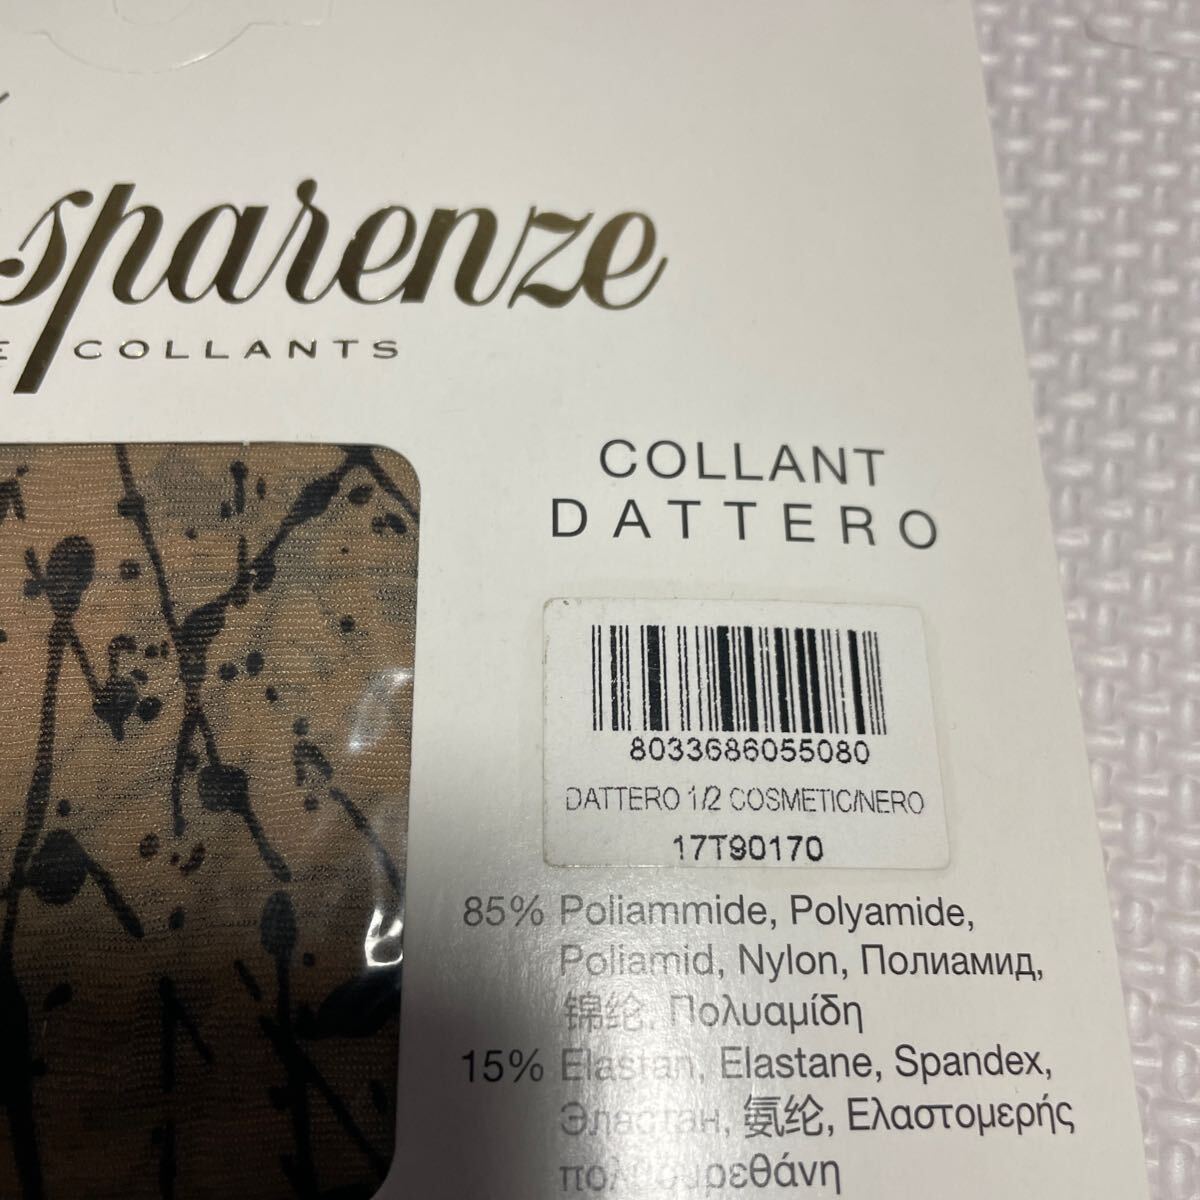 sparenze
E COLLANTS
COLLANT
DATTERO
8033686055080
DATTERO 1/2 COSMETIC/NERO
17T90170
85% Poliammide, Polyamide,
Poliamid, Nylon, Полиамид,
锦纶, Πολυαμίδη
15% Elastan, Elastane, Spandex,
Эластан, 氨纶, Ελαστομερής
πολυουρεθάνη